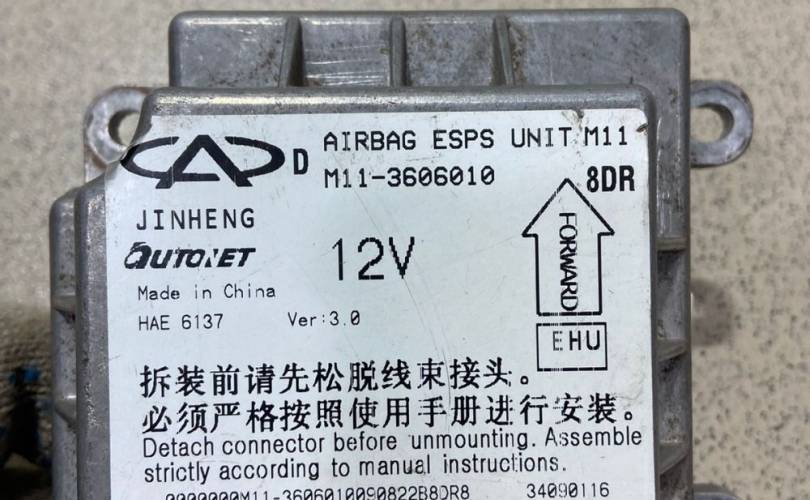 D AIRBAG ESPS UNIT M11
M11-3606010 8DR
JINHENG
AUTONET
12V
FORWARD
Made in China
HAE 6137 Ver:3.0
EHU
拆装前请先松脱线束接头。
必须严格按照使用手册进行安装。
Detach connector before unmounting. Assemble
strictly according to manual instructions.
0000000M11-3606010090822B8DR8 34090116